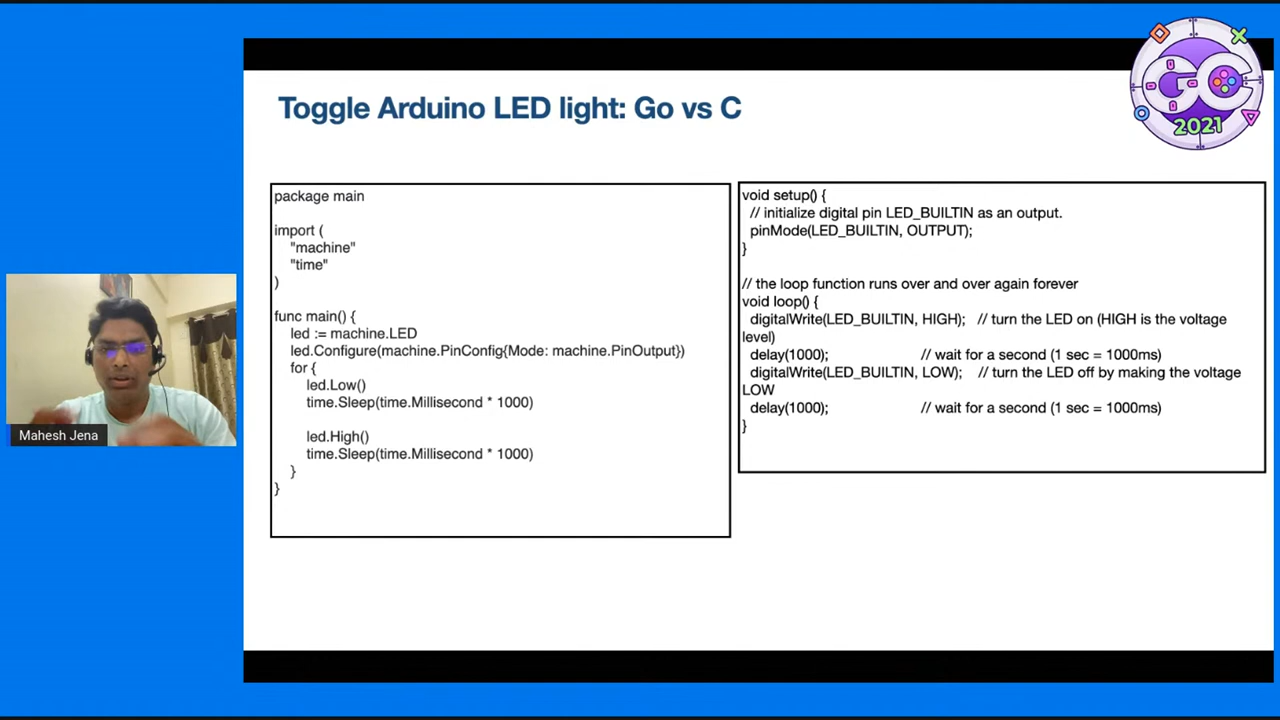 GC
2021
Toggle Arduino LED light: Go vs C
package main
import (
"machine"
"time"
)
func main() {
led := machine.LED
led.Configure(machine.PinConfig{Mode: machine.PinOutput})
for {
led.Low()
time.Sleep(time.Millisecond * 1000)
led.High()
time.Sleep(time.Millisecond * 1000)
}
}
void setup() {
// initialize digital pin LED_BUILTIN as an output.
pinMode(LED_BUILTIN, OUTPUT);
}
// the loop function runs over and over again forever
void loop() {
digitalWrite(LED_BUILTIN, HIGH); // turn the LED on (HIGH is the voltage
level)
delay(1000); // wait for a second (1 sec = 1000ms)
digitalWrite(LED_BUILTIN, LOW); // turn the LED off by making the voltage
LOW
delay(1000); // wait for a second (1 sec = 1000ms)
}
Mahesh Jena